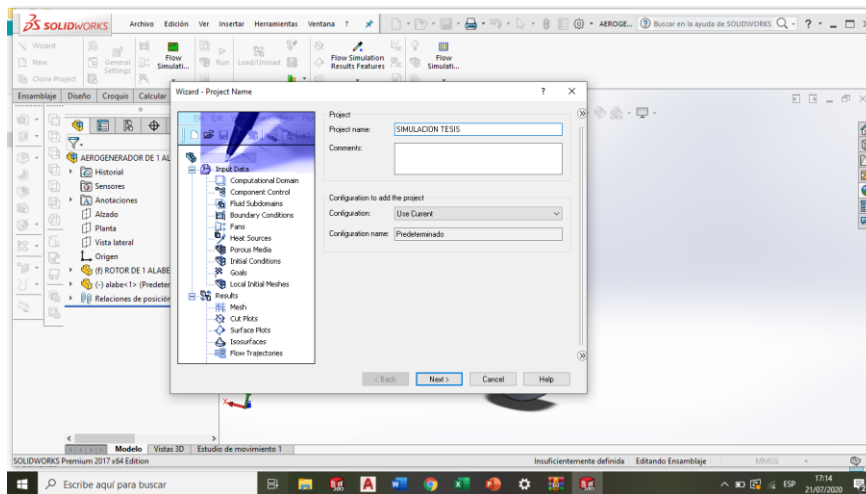 SOLIDWORKS
Archivo Edición Ver Insertar Herramientas Ventana ?
AEROGE...
Buscar en la ayuda de SOLIDWORKS
Wizard
New
Clone Project
General Settings
Flow Simulati...
Run
Load/Unload
Flow Simulation Results Features
Flow Simulati...
Ensamblaje Diseño Croquis Calcular
AEROGENERADOR DE 1 AL
Historial
Sensores
Anotaciones
Alzado
Planta
Vista lateral
Origen
(f) ROTOR DE 1 ALABE
(-) alabe<1> (Predeter
Relaciones de posición
Wizard - Project Name
Input Data
Computational Domain
Component Control
Fluid Subdomains
Boundary Conditions
Fans
Heat Sources
Porous Media
Initial Conditions
Goals
Local Initial Meshes
Results
Mesh
Cut Plots
Surface Plots
Isosurfaces
Flow Trajectories
Project
Project name: SIMULACION TESIS
Comments:
Configuration to add the project
Configuration: Use Current
Configuration name: Predeterminado
< Back Next > Cancel Help
Modelo Vistas 3D Estudio de movimiento 1
SOLIDWORKS Premium 2017 x64 Edition
Insuficientemente definida Editando Ensamblaje MMGS
Escribe aquí para buscar
ESP
17:14
21/07/2020